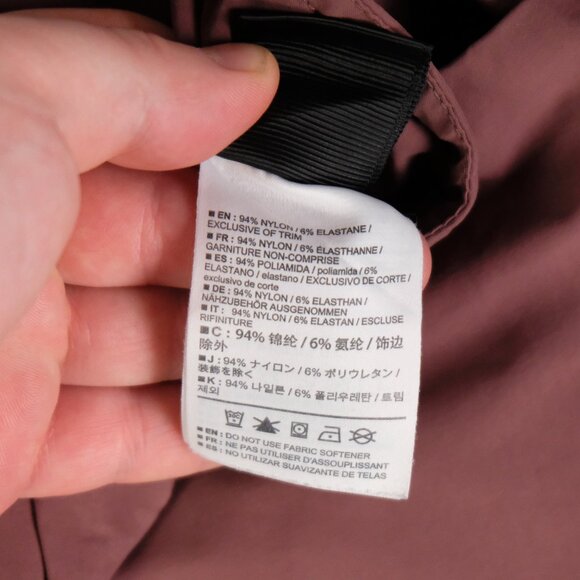 ■ EN : 94% NYLON / 6% ELASTANE /
EXCLUSIVE OF TRIM
■ FR : 94% NYLON / 6% ÉLASTHANNE /
GARNITURE NON-COMPRISE
■ ES : 94% POLIAMIDA / poliamida / 6%
ELASTANO / elastano / EXCLUSIVO DE CORTE /
exclusivo de corte
■ DE : 94% NYLON / 6% ELASTHAN /
NÄHZUBEHÖR AUSGENOMMEN
■ IT : 94% NYLON / 6% ELASTAN / ESCLUSE
RIFINITURE
■ C : 94% 锦纶 / 6% 氨纶 / 饰边
除外
■ J : 94% ナイロン / 6% ポリウレタン /
装飾を除く
■ K : 94% 나일론 / 6% 폴리우레탄 / 트림
제외
■ EN : DO NOT USE FABRIC SOFTENER
■ FR : NE PAS UTILISER D'ASSOUPLISSANT
■ ES : NO UTILIZAR SUAVIZANTE DE TELAS